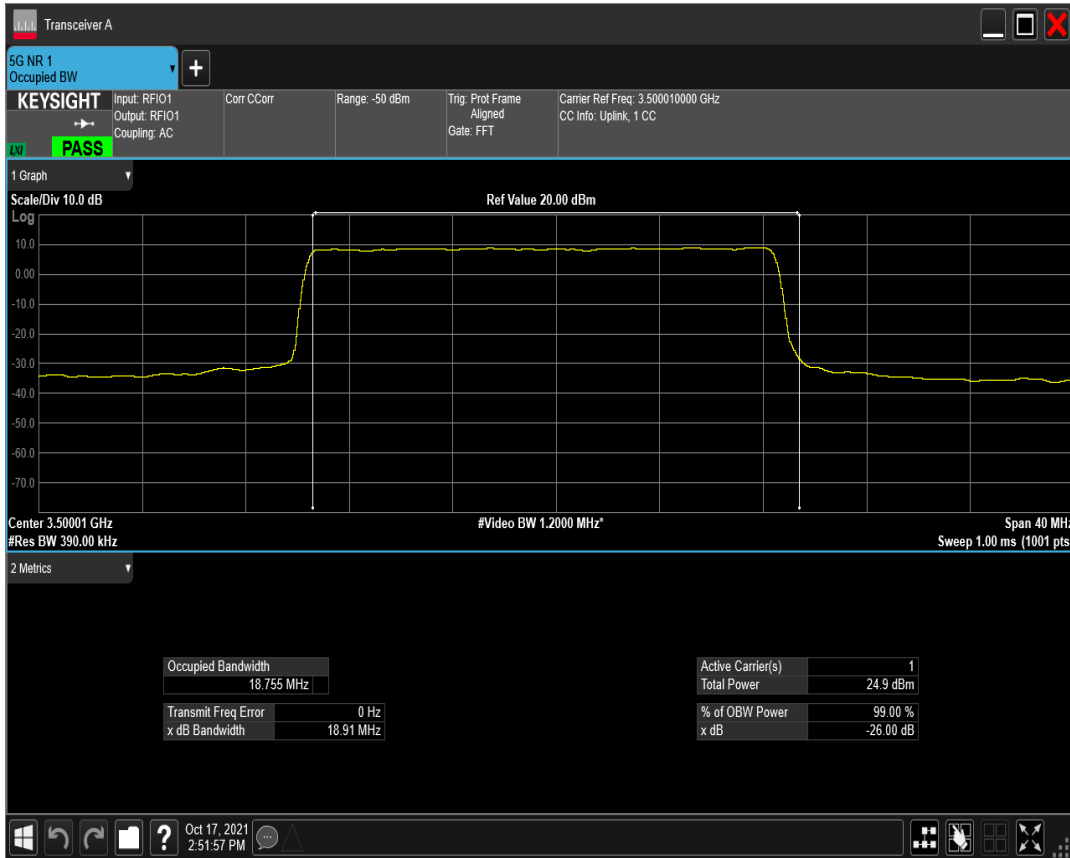 Transceiver A
5G NR 1
Occupied BW
KEYSIGHT
LXI
PASS
Input: RFIO1
Output: RFIO1
Coupling: AC
Corr CCorr
Range: -50 dBm
Trig: Prot Frame
Aligned
Gate: FFT
Carrier Ref Freq: 3.500010000 GHz
CC Info: Uplink, 1 CC
1 Graph
Scale/Div 10.0 dB
Ref Value 20.00 dBm
Log
10.0
0.00
-10.0
-20.0
-30.0
-40.0
-50.0
-60.0
-70.0
Center 3.50001 GHz
#Video BW 1.2000 MHz*
Span 40 MHz
#Res BW 390.00 kHz
Sweep 1.00 ms (1001 pts
2 Metrics
Occupied Bandwidth
18.755 MHz
Transmit Freq Error 0 Hz
x dB Bandwidth 18.91 MHz
Active Carrier(s) 1
Total Power 24.9 dBm
% of OBW Power 99.00 %
x dB -26.00 dB
?
Oct 17, 2021
2:51:57 PM